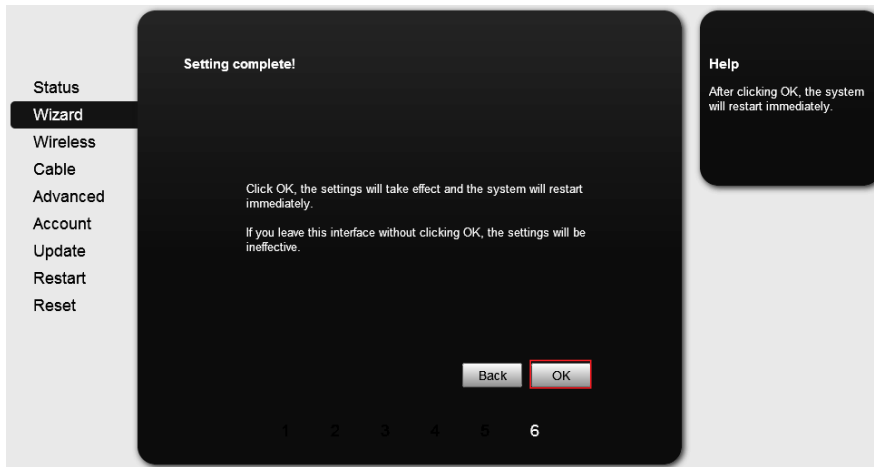 Status
Wizard
Wireless
Cable
Advanced
Account
Update
Restart
Reset
Setting complete!
Click OK, the settings will take effect and the system will restart
immediately.
If you leave this interface without clicking OK, the settings will be
ineffective.
Back OK
1 2 3 4 5 6
Help
After clicking OK, the system
will restart immediately.